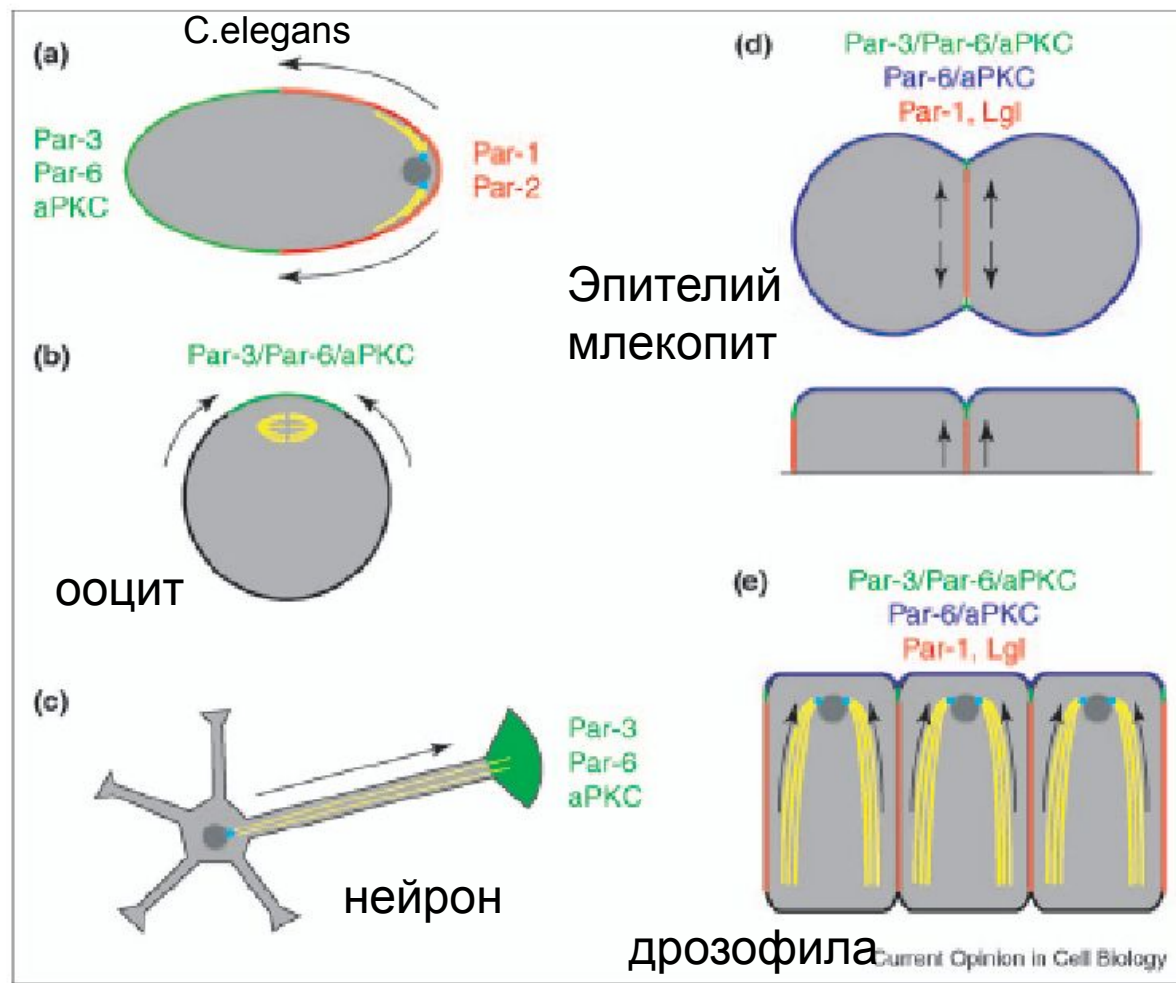 C.elegans
(a)
Par-3
Par-6
aPKC
Par-1
Par-2
(b)
Par-3/Par-6/aPKC
ооцит
(c)
Par-3
Par-6
aPKC
нейрон
(d)
Par-3/Par-6/aPKC
Par-6/aPKC
Par-1, Lgl
Эпителий
млекопит
(e)
Par-3/Par-6/aPKC
Par-6/aPKC
Par-1, Lgl
дрозофила
Current Opinion in Cell Biology